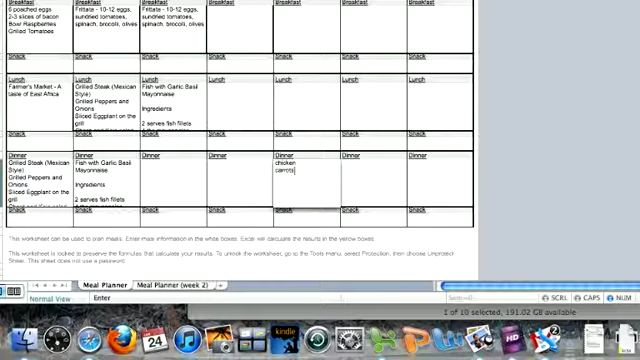 Breakfast Breakfast Breakfast Breakfast Breakfast Breakfast Breakfast
6 poached eggs
2-3 slices of bacon
Bowl Raspberries
Grilled Tomatoes
Frittata - 10-12 eggs,
sundried tomatoes,
spinach, brocolli, olives
Frittata - 10-12 eggs,
sundried tomatoes,
spinach, brocolli, olives
Snack Snack Snack Snack Snack Snack Snack
Lunch Lunch Lunch Lunch Lunch Lunch Lunch
Farmer's Market - A
taste of East Africa
Grilled Steak (Mexican
Style)
Grilled Peppers and
Onions
Sliced Eggplant on the
grill
Fish with Garlic Basil
Mayonnaise
Ingredients
2 serves fish fillets
Snack Snack Snack Snack Snack Snack Snack
Dinner Dinner Dinner Dinner Dinner Dinner Dinner
Grilled Steak (Mexican
Style)
Grilled Peppers and
Onions
Sliced Eggplant on the
grill
Fish with Garlic Basil
Mayonnaise
Ingredients
2 serves fish fillets
chicken
carrots
Snack Snack Snack Snack Snack Snack Snack
This worksheet can be used to plan meals. Enter meal information in the white boxes. Excel will calculate the results in the yellow boxes.
This worksheet is locked to preserve the formulas that calculate your results. To unlock the worksheet, go to the Tools menu, select Protection, then choose Unprotect
Sheet. This sheet does not use a password.
Meal Planner Meal Planner (week 2)
Normal View Enter Sum=0 SCRL CAPS NUM
1 of 10 selected, 191.02 GB available
JUL
24
kindle
HD